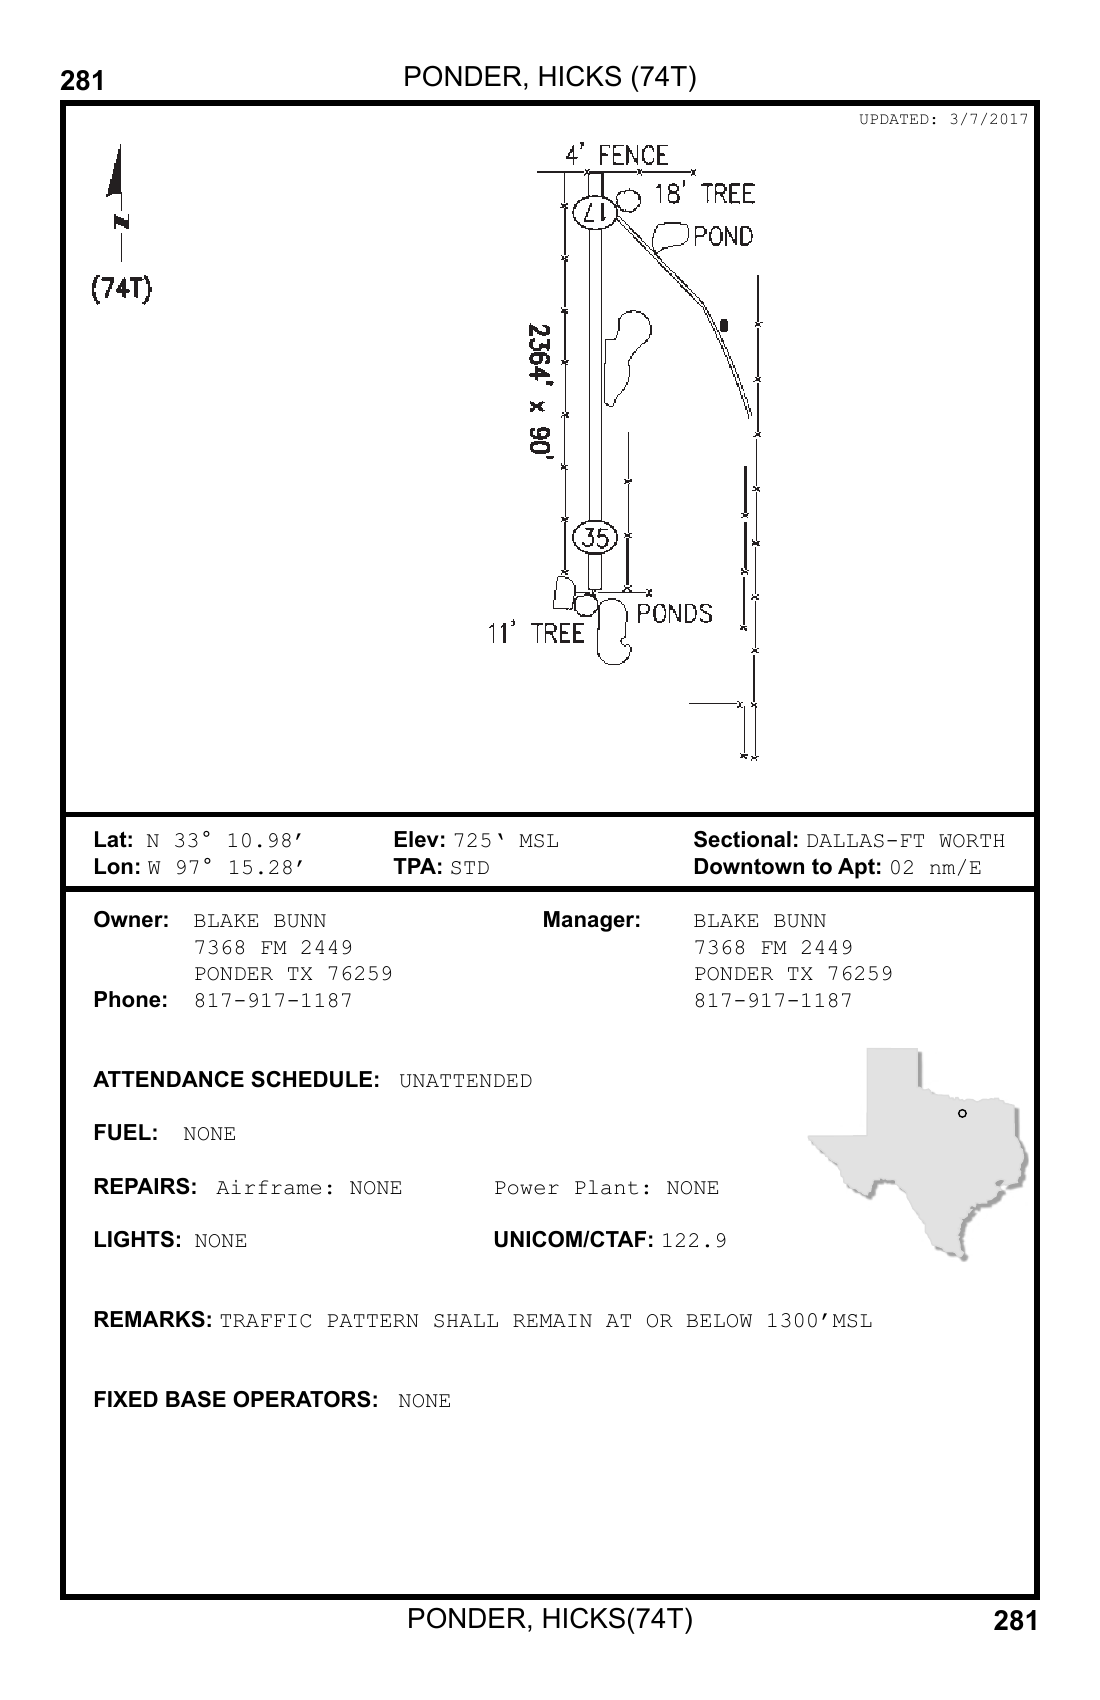 281
PONDER, HICKS (74T)
UPDATED: 3/7/2017
4’ FENCE
18’ TREE
17
POND
N
(74T)
2364' x 90'
35
PONDS
11’ TREE
Lat: N 33° 10.98’ Elev: 725‘ MSL Sectional: DALLAS-FT WORTH
Lon: W 97° 15.28’ TPA: STD Downtown to Apt: 02 nm/E
Owner: BLAKE BUNN Manager: BLAKE BUNN
7368 FM 2449 7368 FM 2449
PONDER TX 76259 PONDER TX 76259
Phone: 817-917-1187 817-917-1187
ATTENDANCE SCHEDULE: UNATTENDED
FUEL: NONE
REPAIRS: Airframe: NONE Power Plant: NONE
LIGHTS: NONE UNICOM/CTAF: 122.9
REMARKS: TRAFFIC PATTERN SHALL REMAIN AT OR BELOW 1300’MSL
FIXED BASE OPERATORS: NONE
PONDER, HICKS(74T)
281